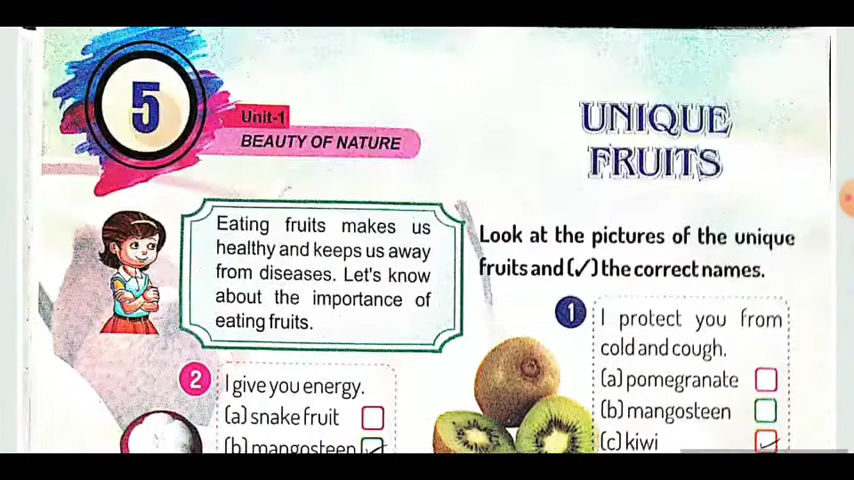 5
Unit-1
BEAUTY OF NATURE
UNIQUE
FRUITS
Eating fruits makes us
healthy and keeps us away
from diseases. Let's know
about the importance of
eating fruits.
Look at the pictures of the unique
fruits and (✓) the correct names.
1
I protect you from
cold and cough.
(a) pomegranate
(b) mangosteen
(c) kiwi
2
I give you energy.
(a) snake fruit
(b) mangosteen